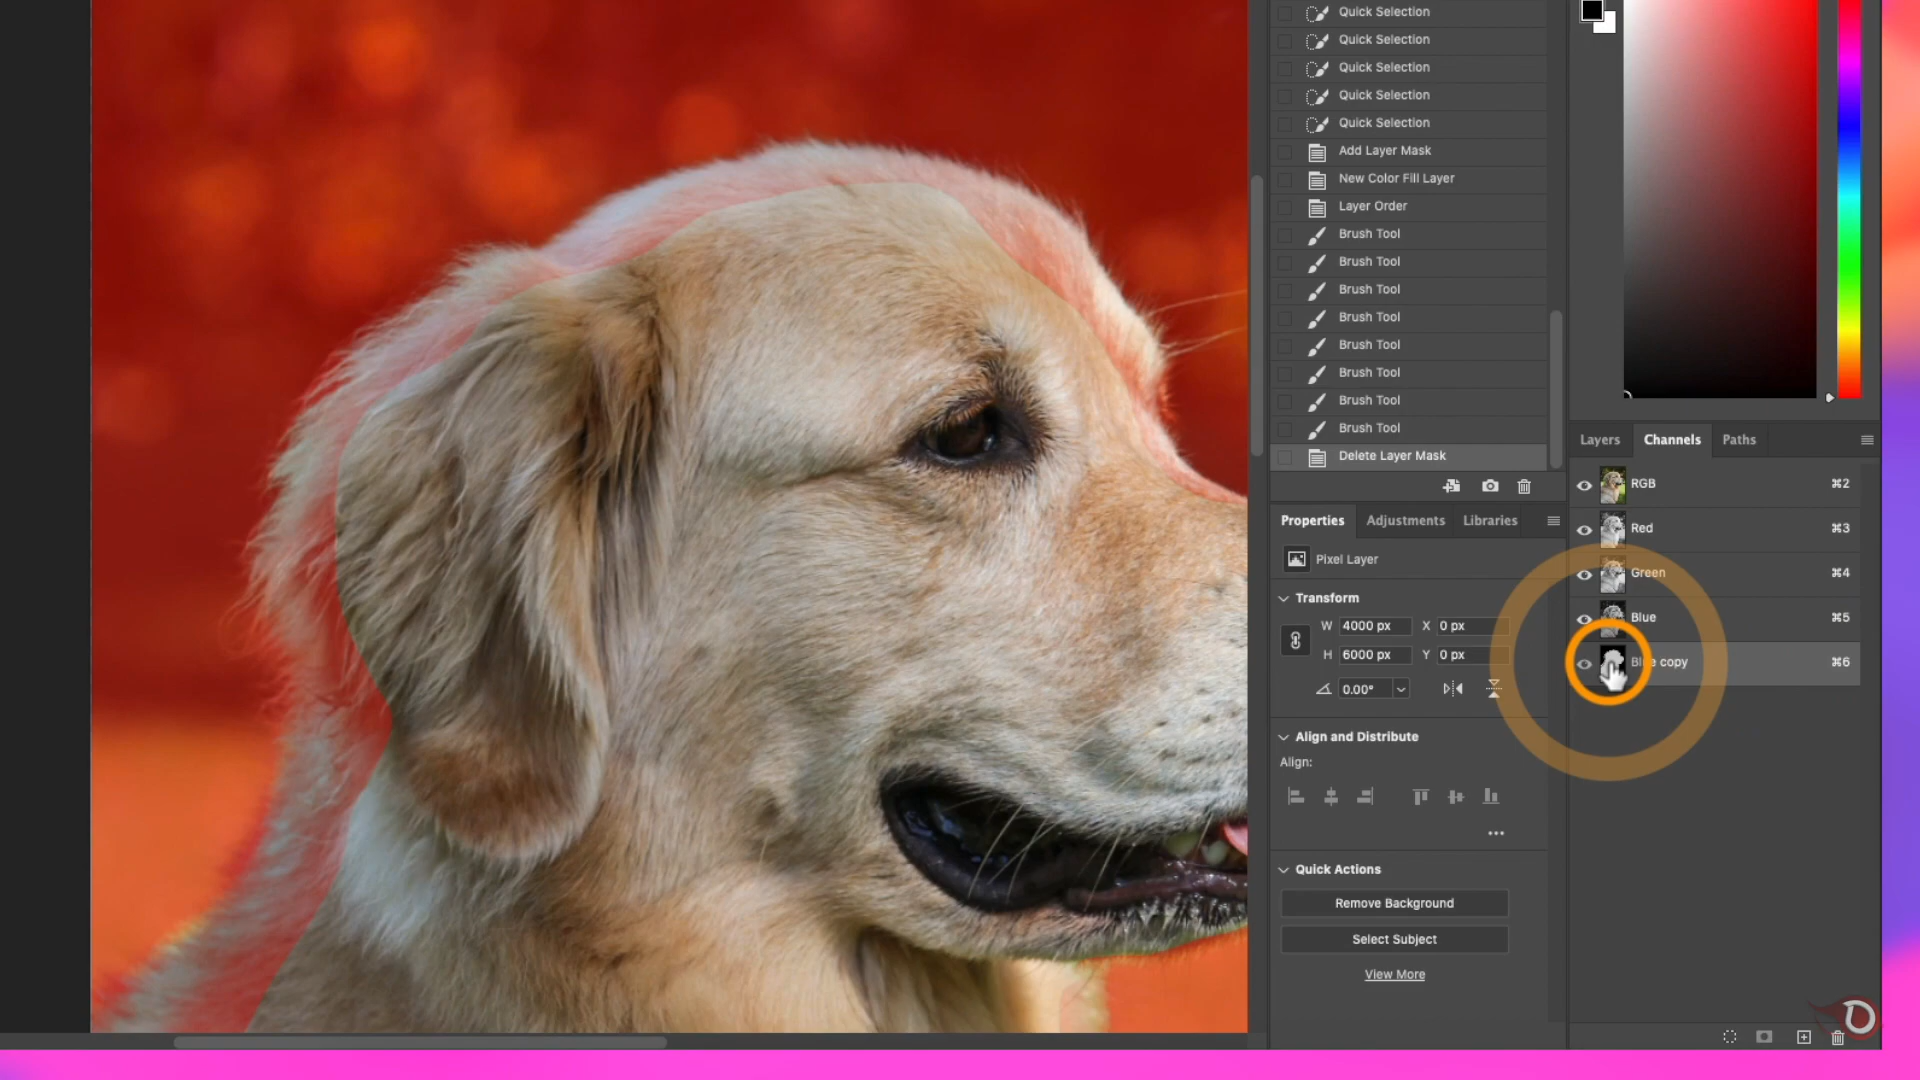 Quick Selection
Quick Selection
Quick Selection
Quick Selection
Quick Selection
Add Layer Mask
New Color Fill Layer
Layer Order
Brush Tool
Brush Tool
Brush Tool
Brush Tool
Brush Tool
Brush Tool
Brush Tool
Brush Tool
Delete Layer Mask
Properties Adjustments Libraries
Pixel Layer
Transform
W 4000 px X 0 px
H 6000 px Y 0 px
0.00°
Align and Distribute
Align:
Quick Actions
Remove Background
Select Subject
View More
Layers Channels Paths
RGB ⌘2
Red ⌘3
Green ⌘4
Blue ⌘5
Blue copy ⌘6
D